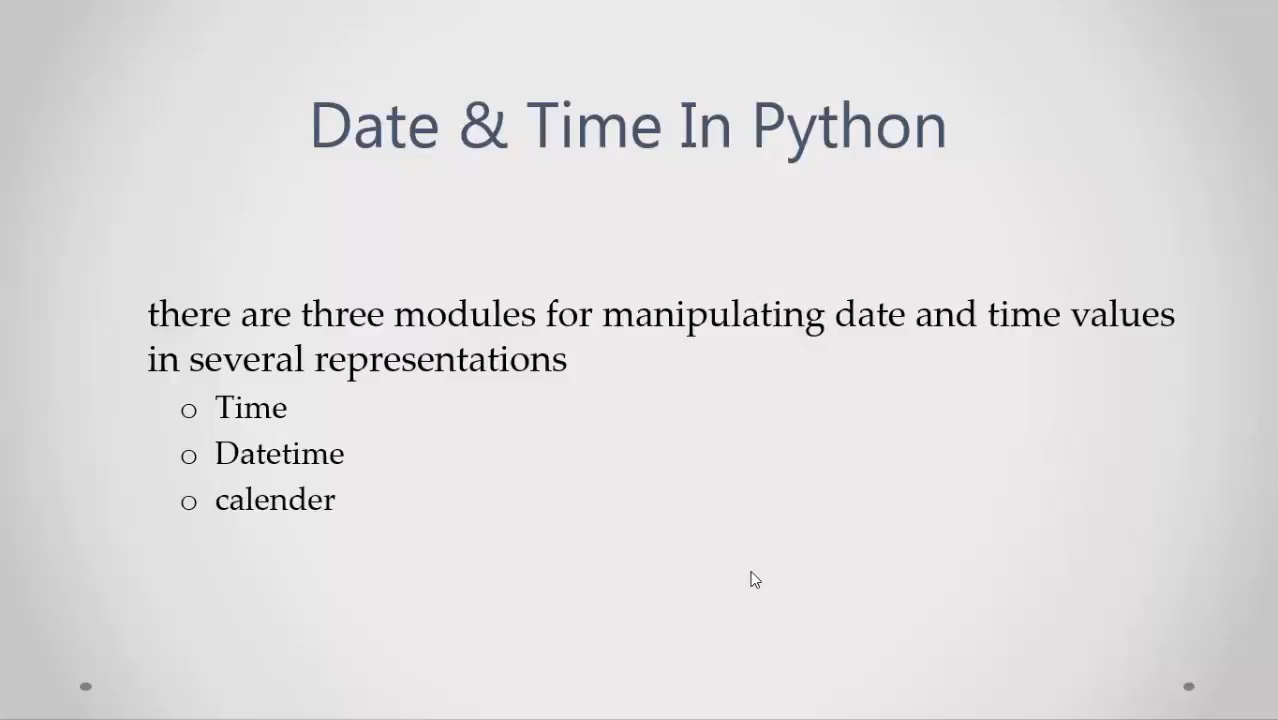 Date & Time In Python
there are three modules for manipulating date and time values
in several representations
o Time
o Datetime
o calender